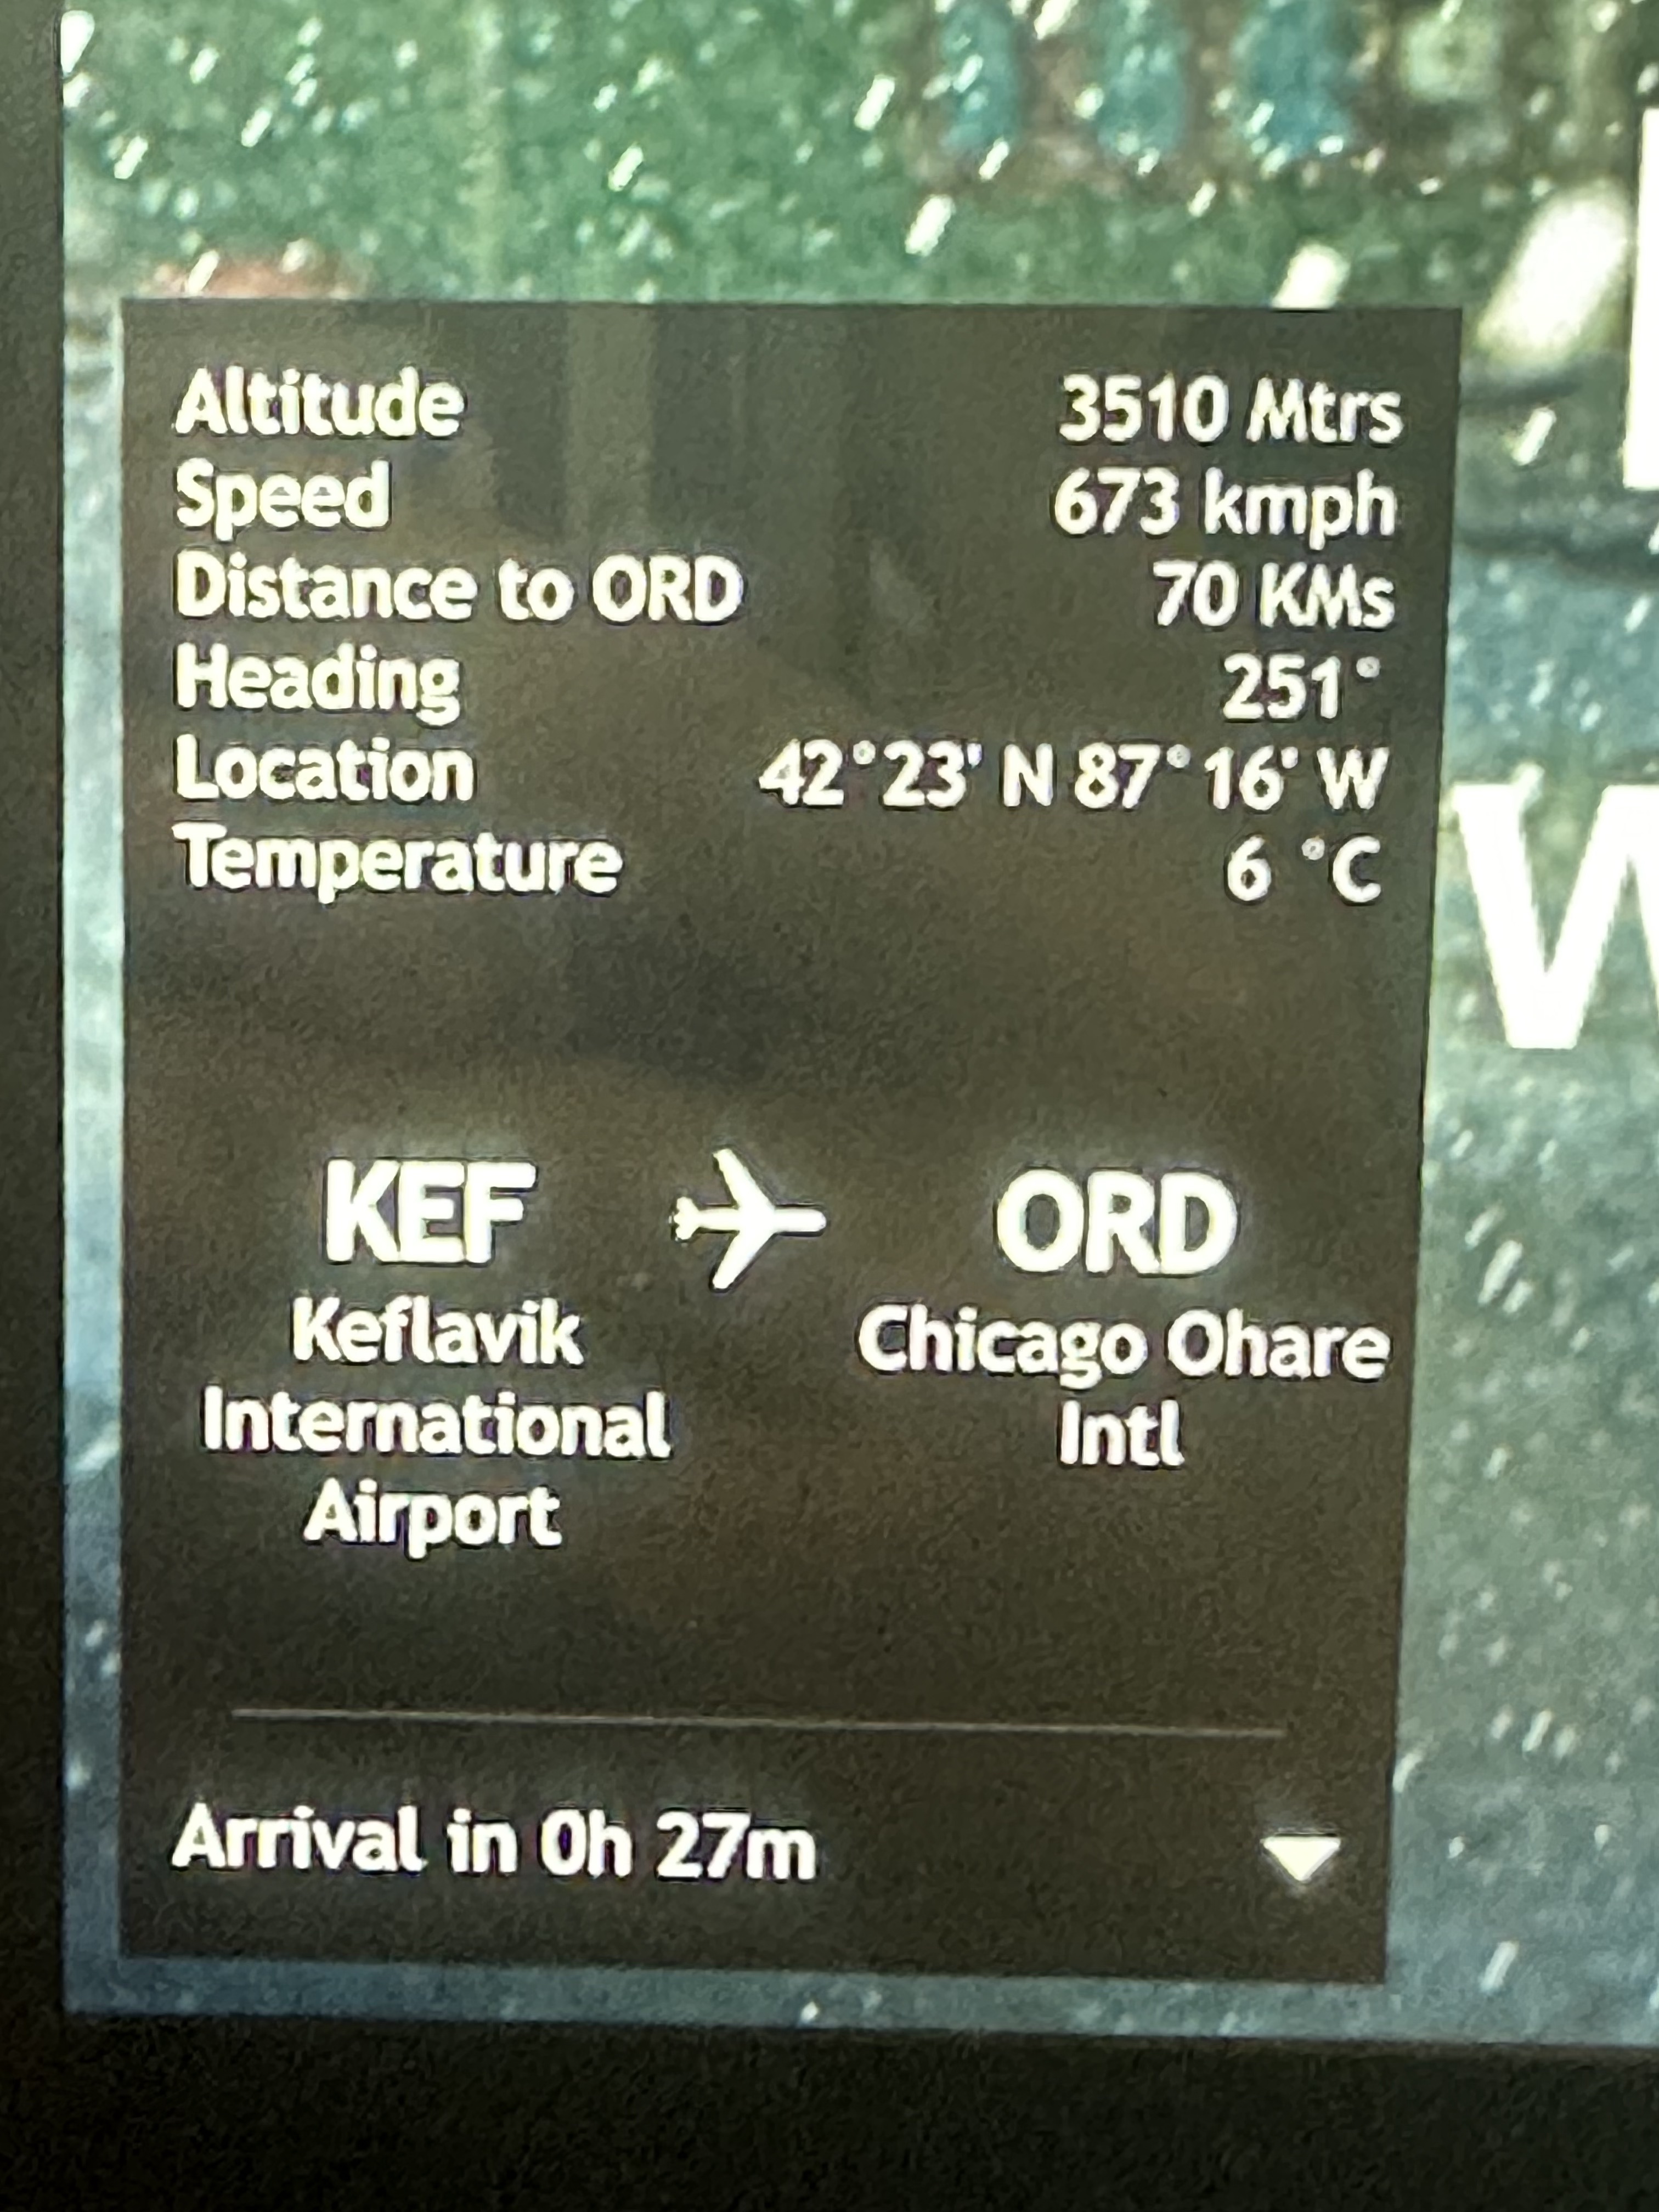 Altitude 3510 Mtrs
Speed 673 kmph
Distance to ORD 70 KMs
Heading 251°
Location 42°23' N 87°16' W
Temperature 6 °C
KEF ORD
Keflavik Chicago Ohare
International Intl
Airport
Arrival in 0h 27m